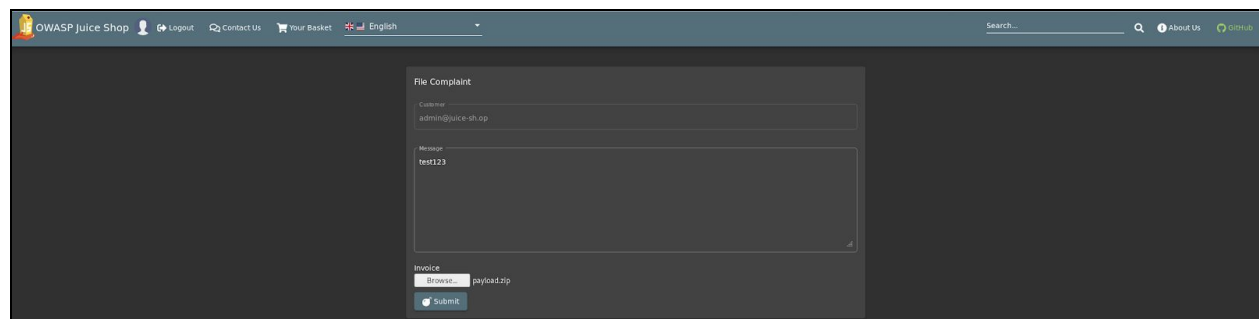 OWASP Juice Shop Logout Contact Us Your Basket English Search... About Us GitHub
File Complaint
Customer
admin@juice-sh.op
Message
test123
Invoice
Browse... payload.zip
Submit